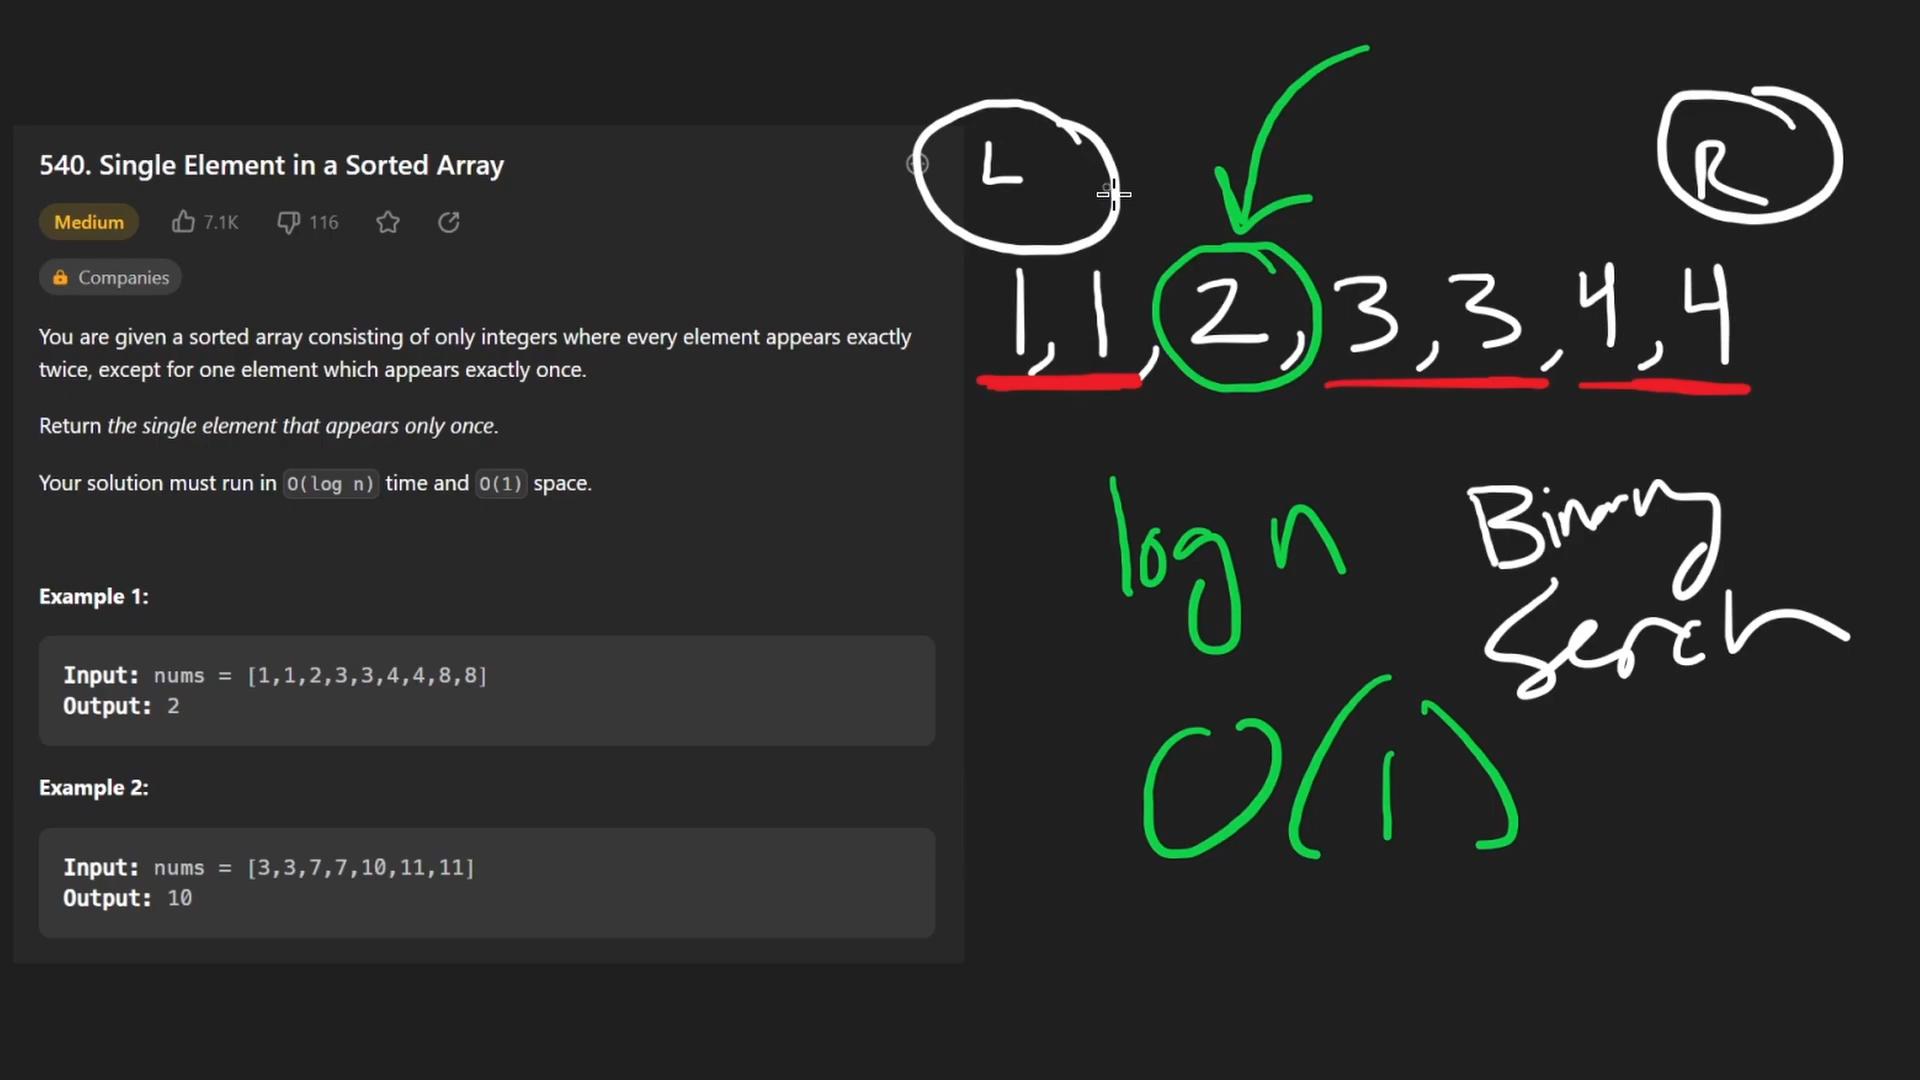 540. Single Element in a Sorted Array
Medium 7.1K 116
Companies
You are given a sorted array consisting of only integers where every element appears exactly
twice, except for one element which appears exactly once.
Return the single element that appears only once.
Your solution must run in O(log n) time and O(1) space.
Example 1:
Input: nums = [1,1,2,3,3,4,4,8,8]
Output: 2
Example 2:
Input: nums = [3,3,7,7,10,11,11]
Output: 10
L R
1,1,2,3,3,4,4
log n
Binary
Serch
O(1)